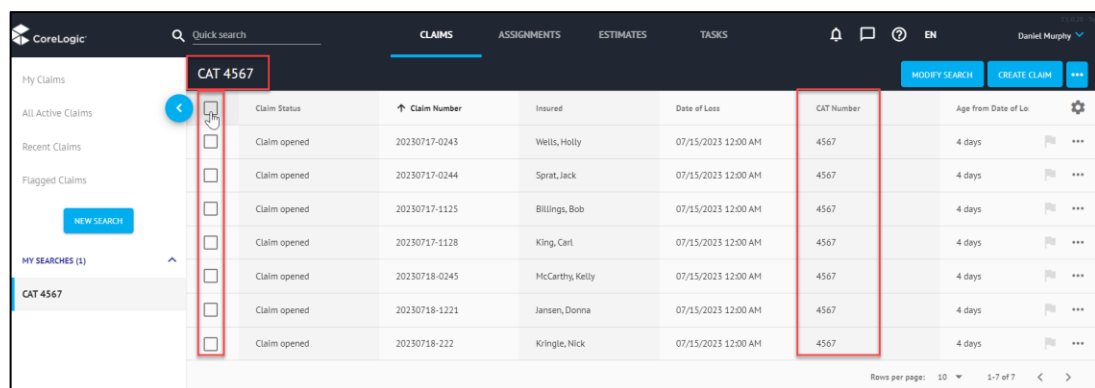 CoreLogic
Quick search
CLAIMS ASSIGNMENTS ESTIMATES TASKS
EN
Daniel Murphy
My Claims
All Active Claims
Recent Claims
Flagged Claims
NEW SEARCH
MY SEARCHES (1)
CAT 4567
CAT 4567
MODIFY SEARCH CREATE CLAIM
Claim Status Claim Number Insured Date of Loss CAT Number Age from Date of Lo
Claim opened 20230717-0243 Wells, Holly 07/15/2023 12:00 AM 4567 4 days
Claim opened 20230717-0244 Sprat, Jack 07/15/2023 12:00 AM 4567 4 days
Claim opened 20230717-1125 Billings, Bob 07/15/2023 12:00 AM 4567 4 days
Claim opened 20230717-1128 King, Carl 07/15/2023 12:00 AM 4567 4 days
Claim opened 20230718-0245 McCarthy, Kelly 07/15/2023 12:00 AM 4567 4 days
Claim opened 20230718-1221 Jansen, Donna 07/15/2023 12:00 AM 4567 4 days
Claim opened 20230718-222 Kringle, Nick 07/15/2023 12:00 AM 4567 4 days
Rows per page: 10 1-7 of 7